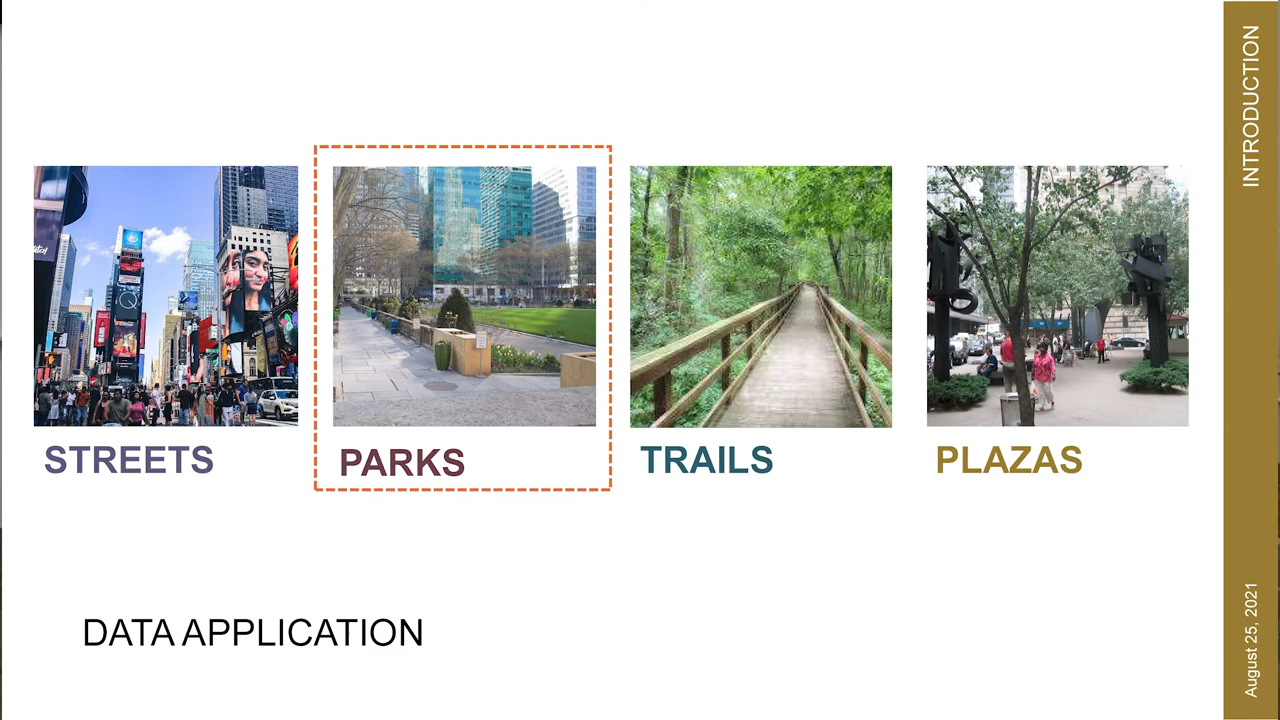 STREETS
PARKS
TRAILS
PLAZAS
DATA APPLICATION
INTRODUCTION
August 25, 2021